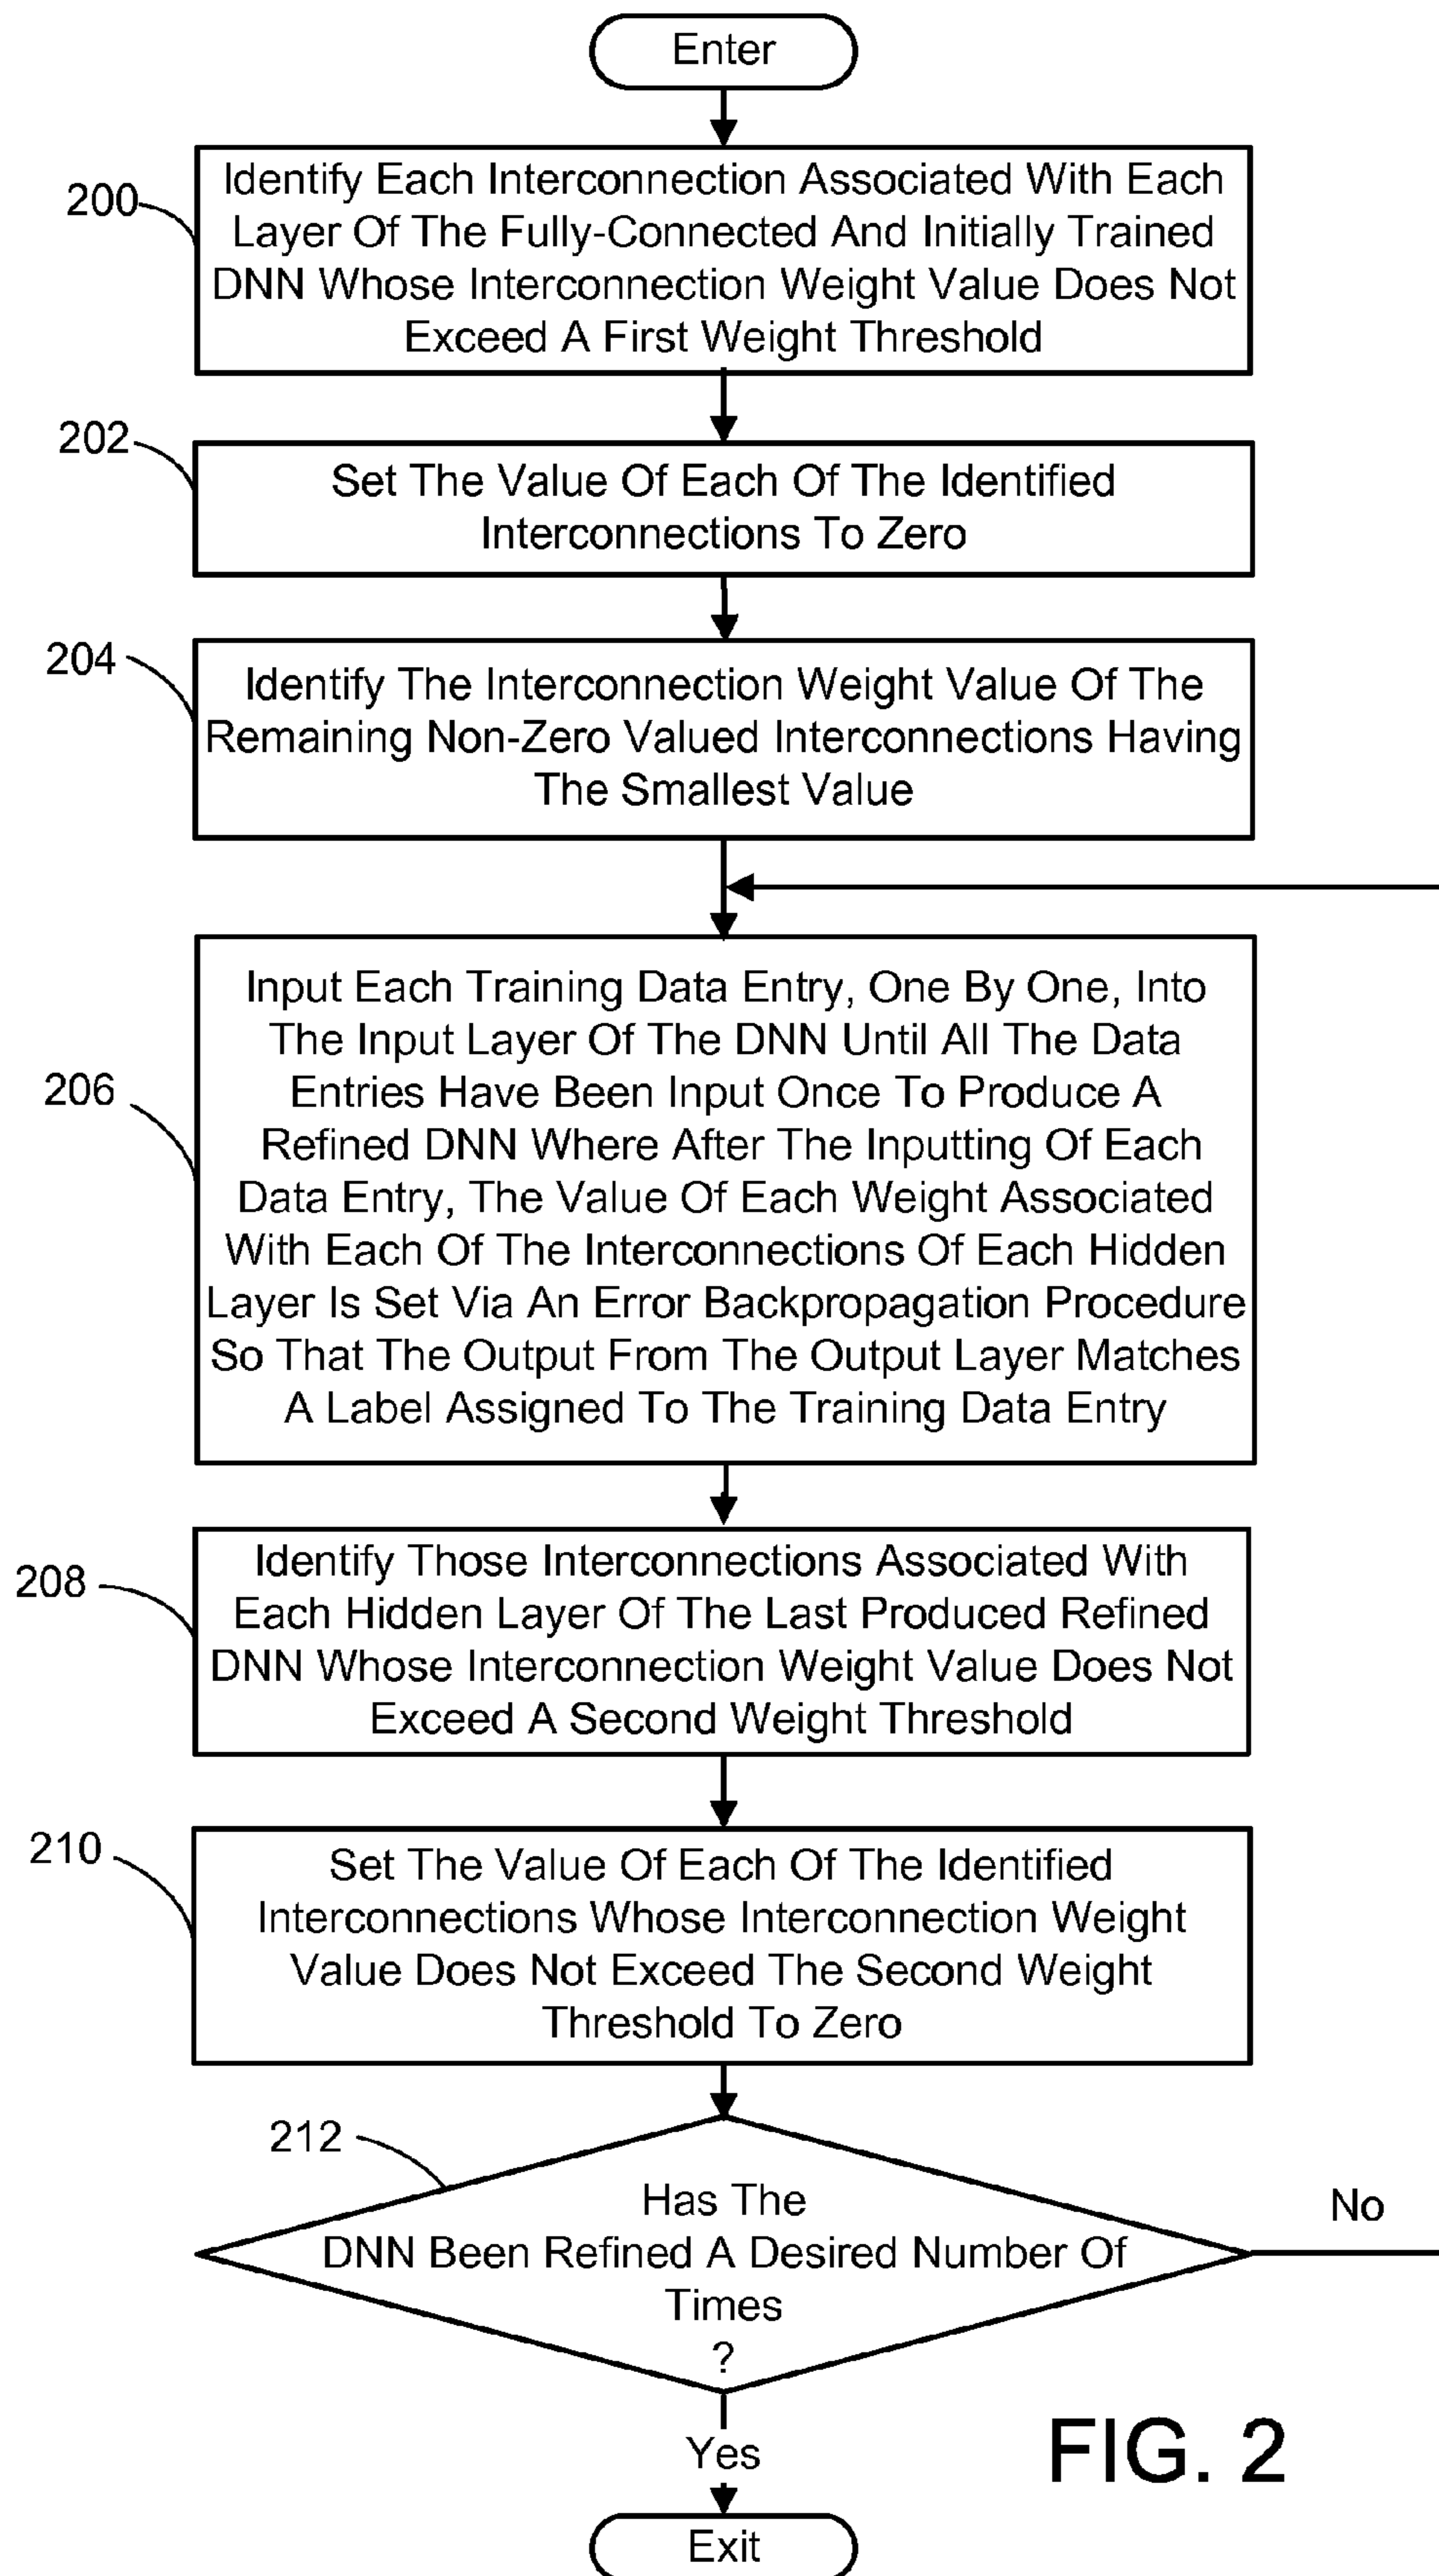 Enter
200
Identify Each Interconnection Associated With Each
Layer Of The Fully-Connected And Initially Trained
DNN Whose Interconnection Weight Value Does Not
Exceed A First Weight Threshold
202
Set The Value Of Each Of The Identified
Interconnections To Zero
204
Identify The Interconnection Weight Value Of The
Remaining Non-Zero Valued Interconnections Having
The Smallest Value
206
Input Each Training Data Entry, One By One, Into
The Input Layer Of The DNN Until All The Data
Entries Have Been Input Once To Produce A
Refined DNN Where After The Inputting Of Each
Data Entry, The Value Of Each Weight Associated
With Each Of The Interconnections Of Each Hidden
Layer Is Set Via An Error Backpropagation Procedure
So That The Output From The Output Layer Matches
A Label Assigned To The Training Data Entry
208
Identify Those Interconnections Associated With
Each Hidden Layer Of The Last Produced Refined
DNN Whose Interconnection Weight Value Does Not
Exceed A Second Weight Threshold
210
Set The Value Of Each Of The Identified
Interconnections Whose Interconnection Weight
Value Does Not Exceed The Second Weight
Threshold To Zero
212
Has The
DNN Been Refined A Desired Number Of
Times
?
No
Yes
FIG. 2
Exit